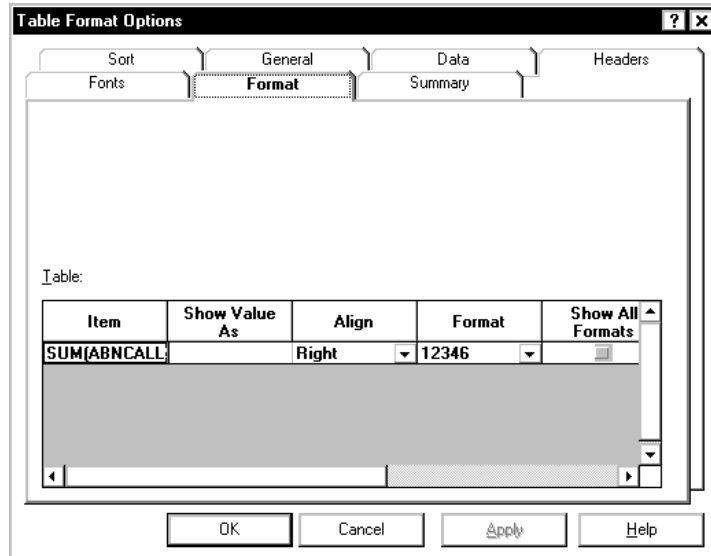 Table Format Options
Sort General Data Headers
Fonts Format Summary
Table:
Item Show Value As Align Format Show All Formats
SUM(ABNCALL Right 12346
OK Cancel Apply Help